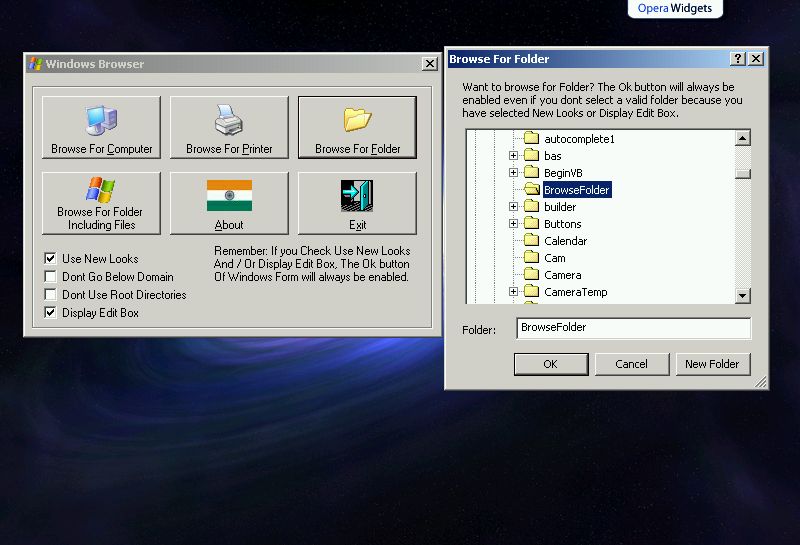 Opera Widgets
Windows Browser
Browse For Computer
Browse For Printer
Browse For Folder
Browse For Folder
Including Files
About
Exit
Use New Looks
Dont Go Below Domain
Dont Use Root Directories
Display Edit Box
Remember: If you Check Use New Looks
And / Or Display Edit Box, The Ok button
Of Windows Form will always be enabled.
Browse For Folder
Want to browse for Folder? The Ok button will always be
enabled even if you dont select a valid folder because you
have selected New Looks or Display Edit Box.
autocomplete1
bas
BeginVB
BrowseFolder
builder
Buttons
Calendar
Cam
Camera
CameraTemp
Folder:
BrowseFolder
OK
Cancel
New Folder